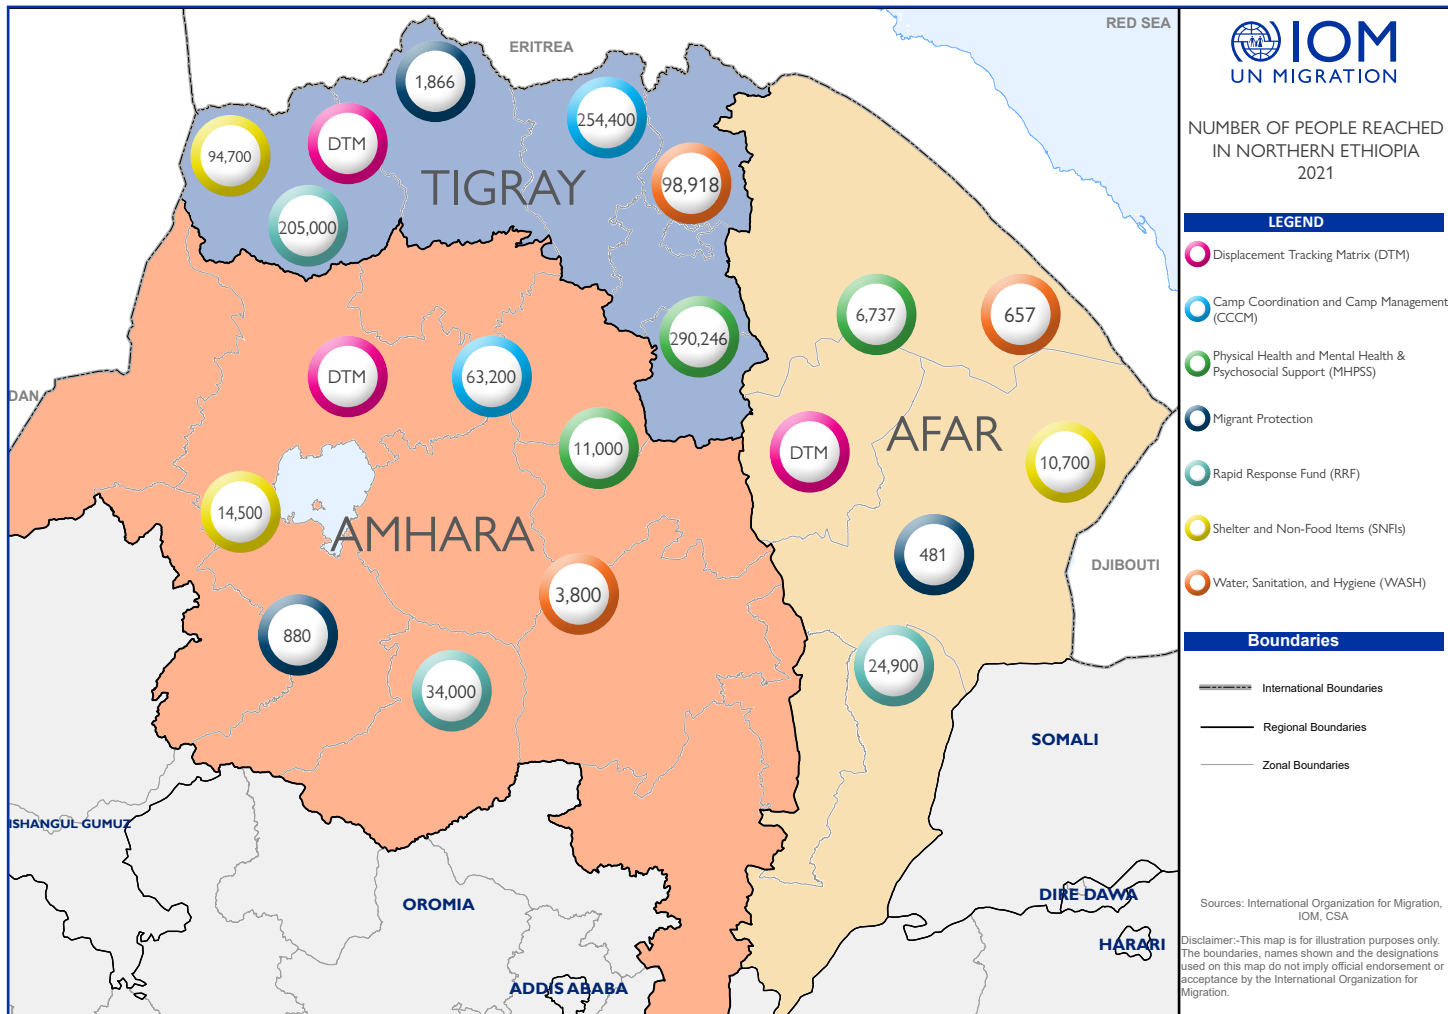 RED SEA
ERITREA
1,866
254,400
94,700
DTM
98,918
TIGRAY
205,000
6,737
657
290,246
DTM
63,200
DAN
AFAR
11,000
DTM
10,700
14,500
AMHARA
481
DJIBOUTI
3,800
880
24,900
34,000
SOMALI
ISHANGUL GUMUZ
OROMIA
DIRE DAWA
HARARI
ADDIS ABABA
IOM
UN MIGRATION
NUMBER OF PEOPLE REACHED
IN NORTHERN ETHIOPIA
2021
LEGEND
Displacement Tracking Matrix (DTM)
Camp Coordination and Camp Management
(CCCM)
Physical Health and Mental Health &
Psychosocial Support (MHPSS)
Migrant Protection
Rapid Response Fund (RRF)
Shelter and Non-Food Items (SNFIs)
Water, Sanitation, and Hygiene (WASH)
Boundaries
International Boundaries
Regional Boundaries
Zonal Boundaries
Sources: International Organization for Migration,
IOM, CSA
Disclaimer:-This map is for illustration purposes only.
The boundaries, names shown and the designations
used on this map do not imply official endorsement or
acceptance by the International Organization for
Migration.